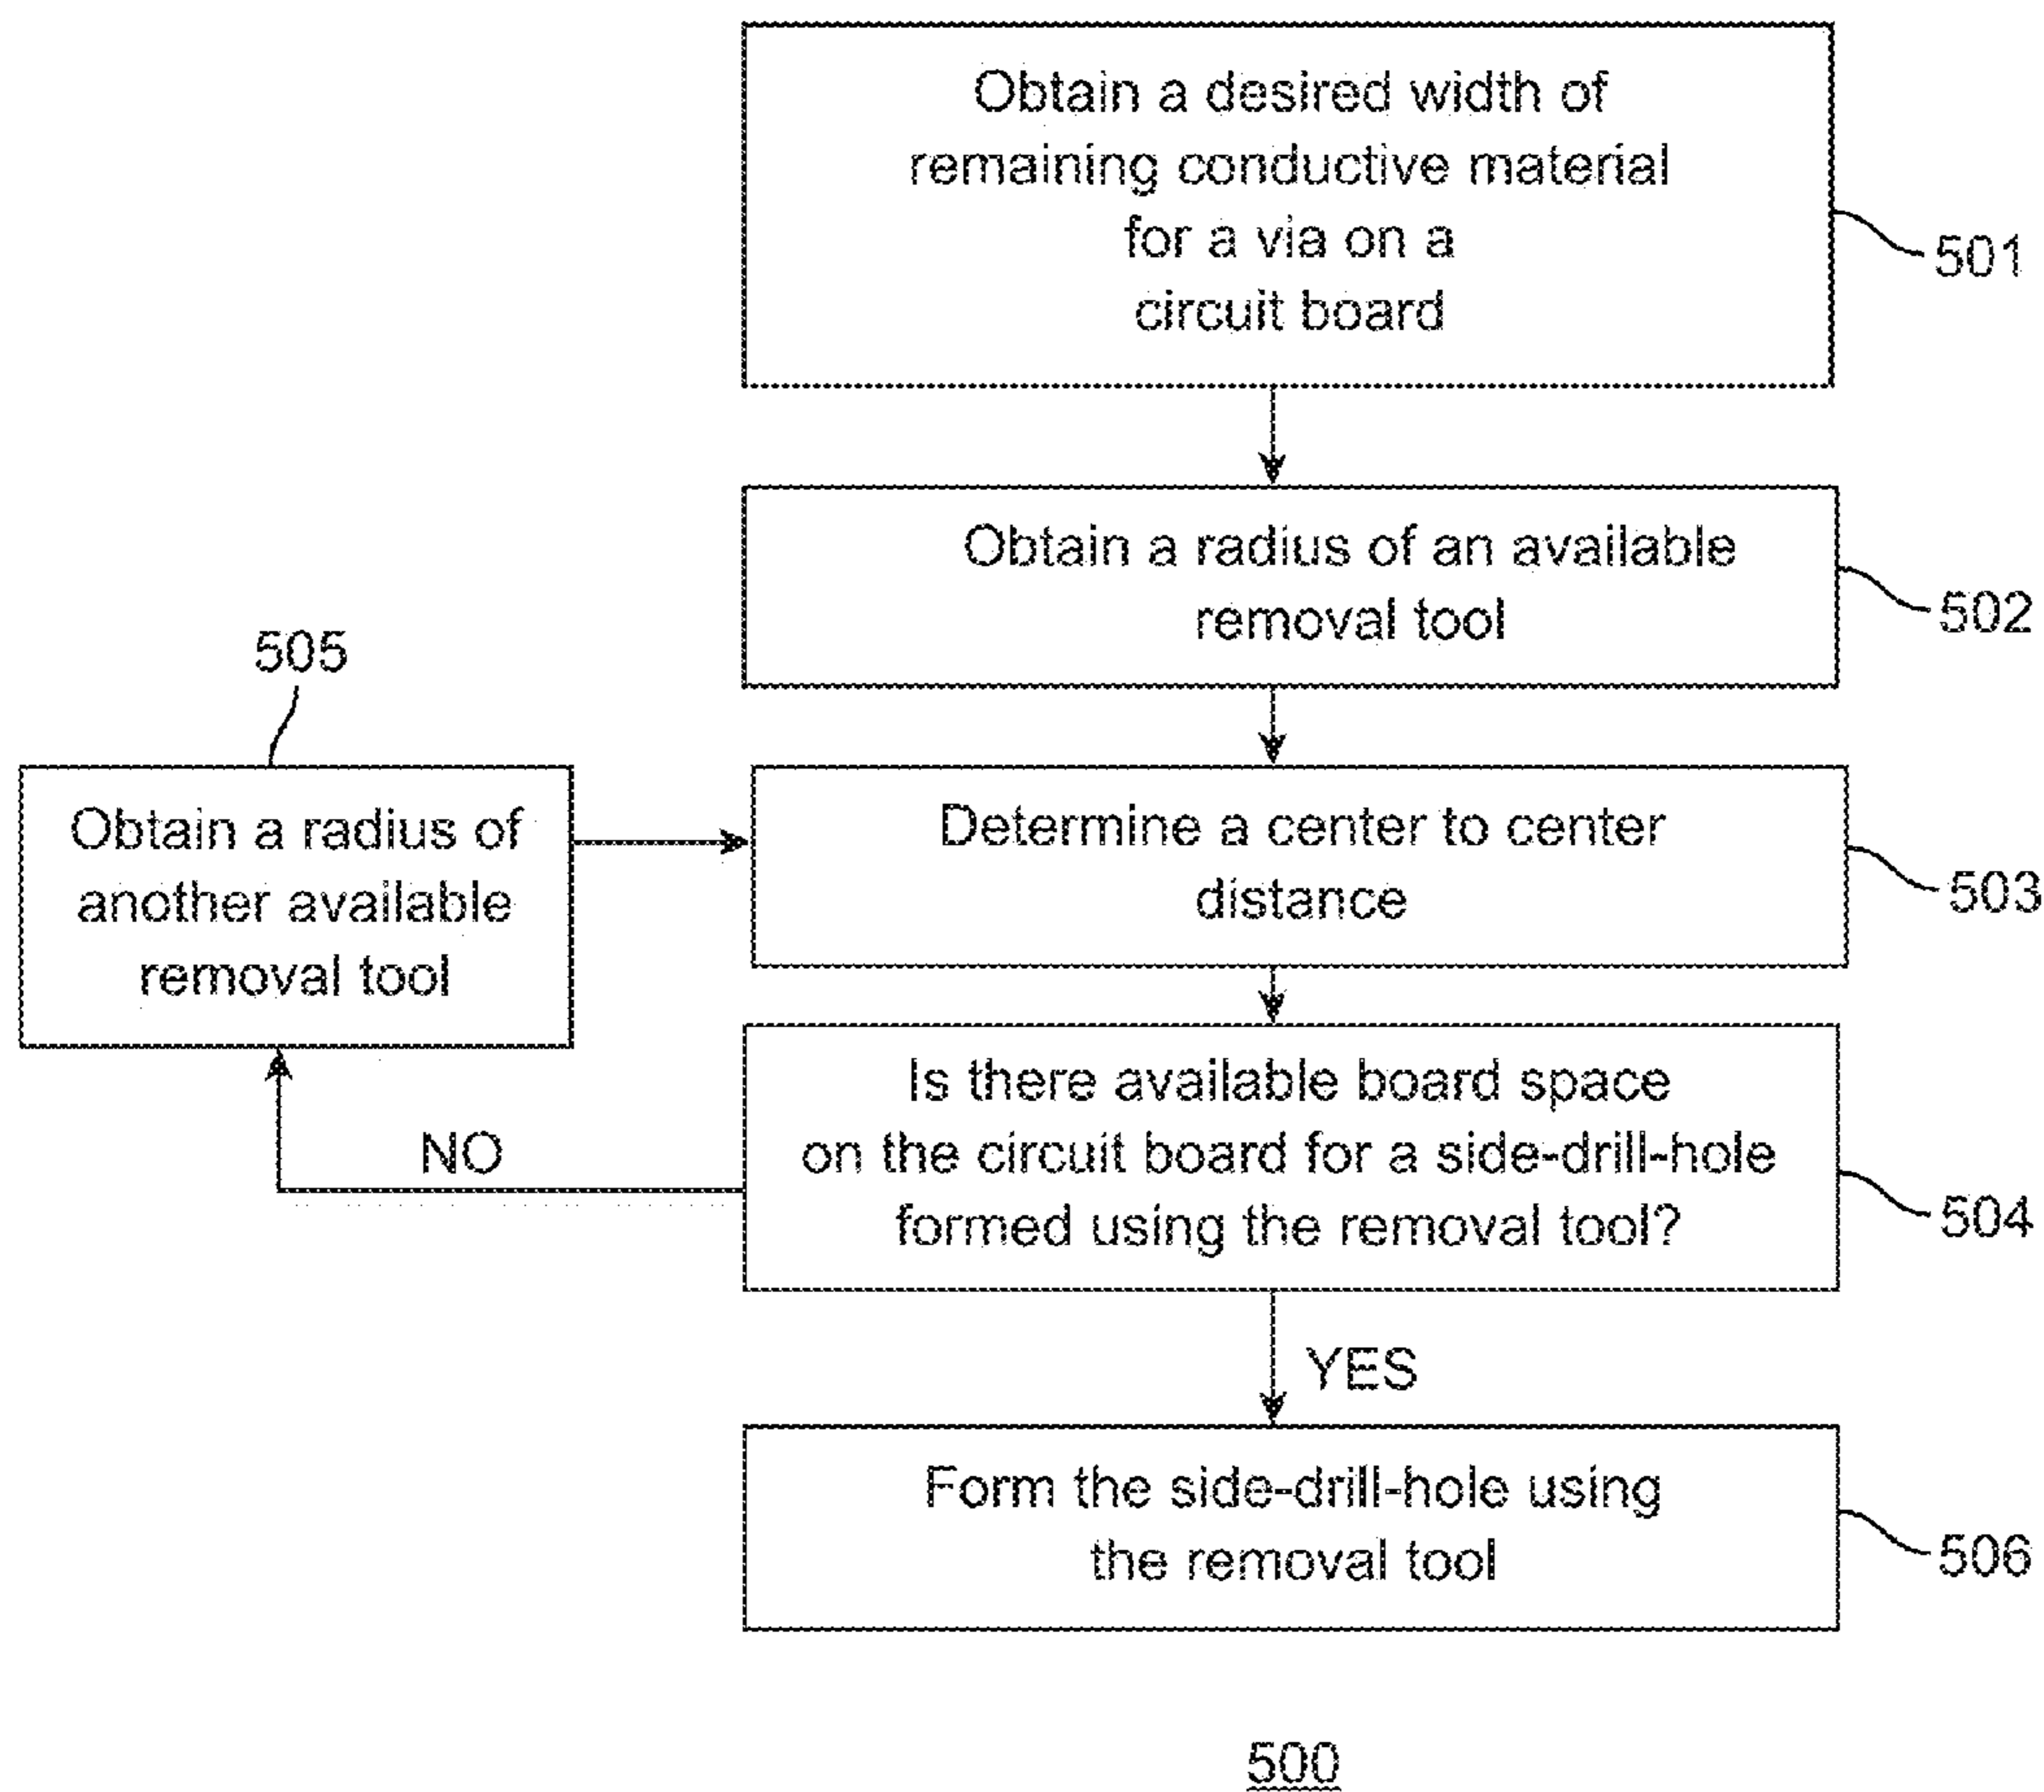 Obtain a desired width of
remaining conductive material
for a via on a
circuit board
501
Obtain a radius of an available
removal tool
502
505
Obtain a radius of
another available
removal tool
Determine a center to center
distance
503
Is there available board space
on the circuit board for a side-drill-hole
formed using the removal tool?
504
NO
YES
Form the side-drill-hole using
the removal tool
506
500